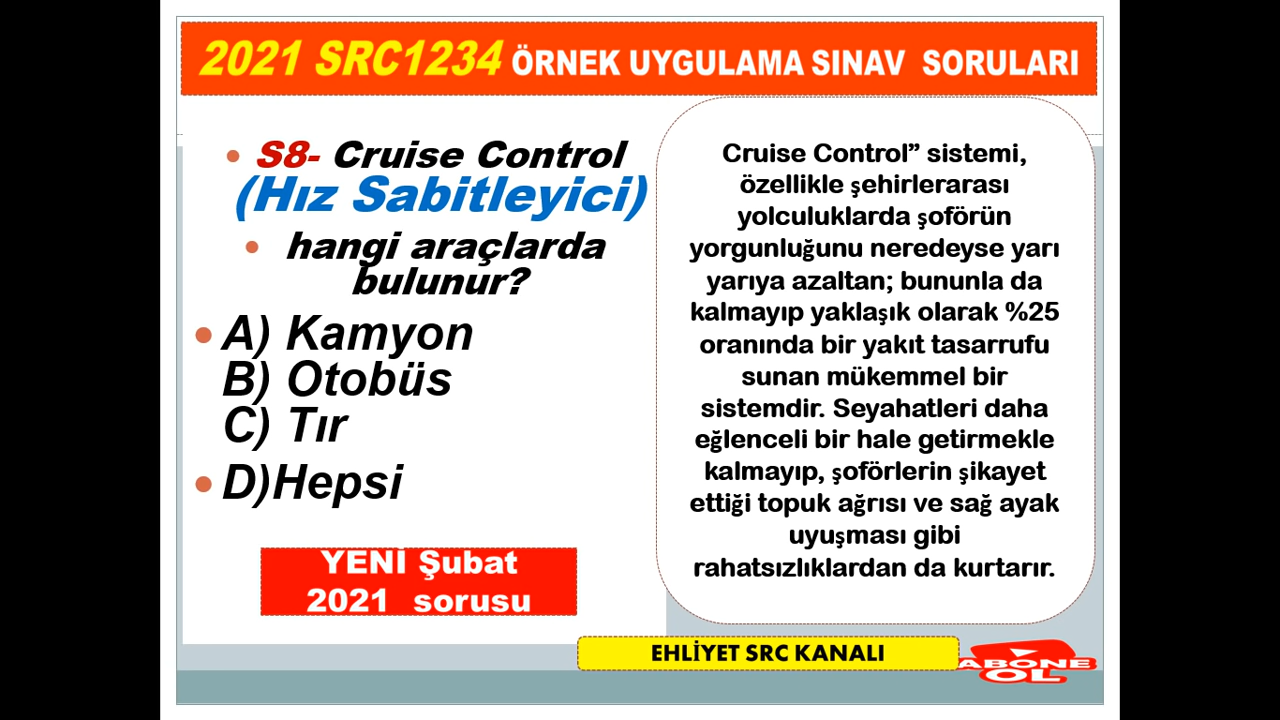 2021 SRC1234 ÖRNEK UYGULAMA SINAV SORULARI
S8- Cruise Control
(Hız Sabitleyici)
hangi araçlarda
bulunur?
A) Kamyon
B) Otobüs
C) Tır
D)Hepsi
YENİ Şubat
2021 sorusu
Cruise Control” sistemi,
özellikle şehirlerarası
yolculuklarda şoförün
yorgunluğunu neredeyse yarı
yarıya azaltan; bununla da
kalmayıp yaklaşık olarak %25
oranında bir yakıt tasarrufu
sunan mükemmel bir
sistemdir. Seyahatleri daha
eğlenceli bir hale getirmekle
kalmayıp, şoförlerin şikayet
ettiği topuk ağrısı ve sağ ayak
uyuşması gibi
rahatsızlıklardan da kurtarır.
EHLİYET SRC KANALI
ABONE
OL